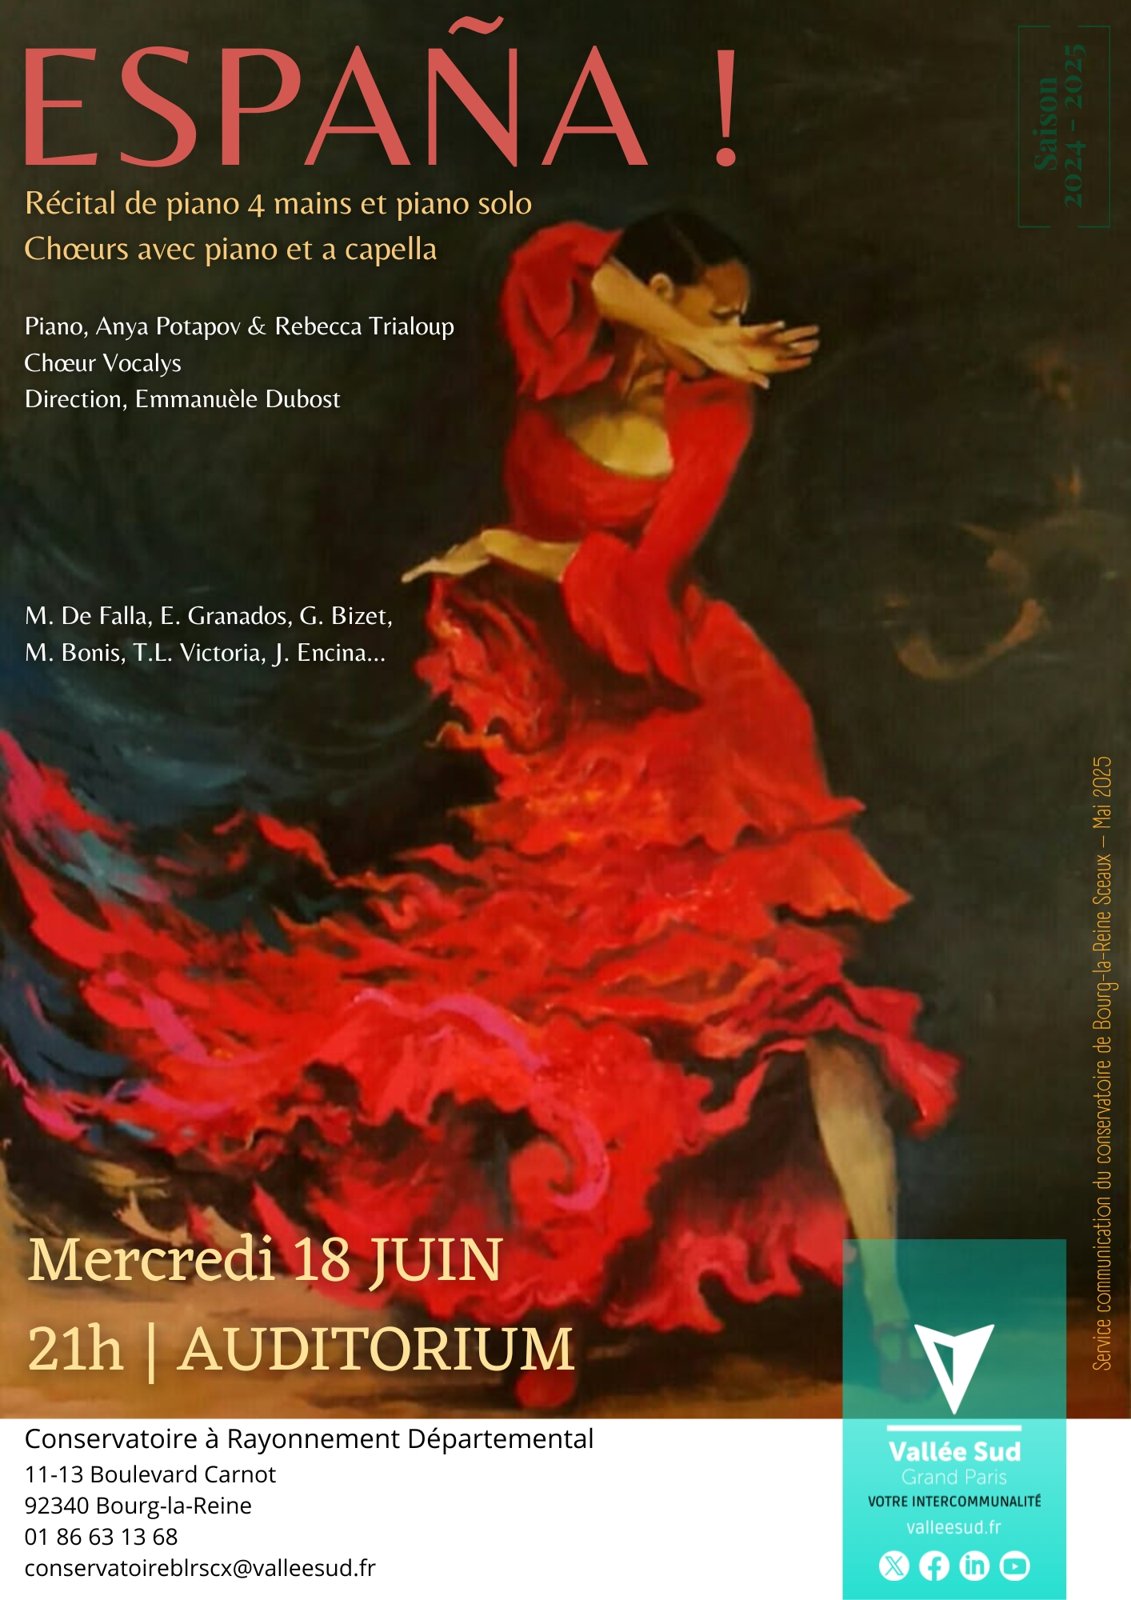 ESPAÑA !
Saison
2024 – 2025
Récital de piano 4 mains et piano solo
Chœurs avec piano et a capella
Piano, Anya Potapov & Rebecca Trialoup
Chœur Vocalys
Direction, Emmanuèle Dubost
M. De Falla, E. Granados, G. Bizet,
M. Bonis, T.L. Victoria, J. Encina...
Service communication du conservatoire de Bourg-la-Reine Sceaux – Mai 2025
Mercredi 18 JUIN
21h | AUDITORIUM
Conservatoire à Rayonnement Départemental
11-13 Boulevard Carnot
92340 Bourg-la-Reine
01 86 63 13 68
conservatoireblrscx@valleesud.fr
Vallée Sud
Grand Paris
VOTRE INTERCOMMUNALITÉ
valleesud.fr